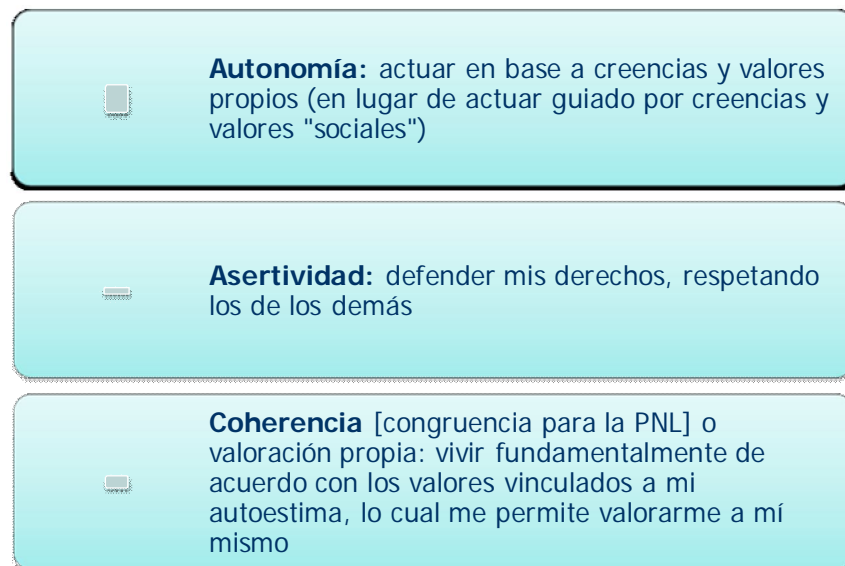 Autonomía: actuar en base a creencias y valores
propios (en lugar de actuar guiado por creencias y
valores "sociales")
Asertividad: defender mis derechos, respetando
los de los demás
Coherencia [congruencia para la PNL] o
valoración propia: vivir fundamentalmente de
acuerdo con los valores vinculados a mi
autoestima, lo cual me permite valorarme a mí
mismo